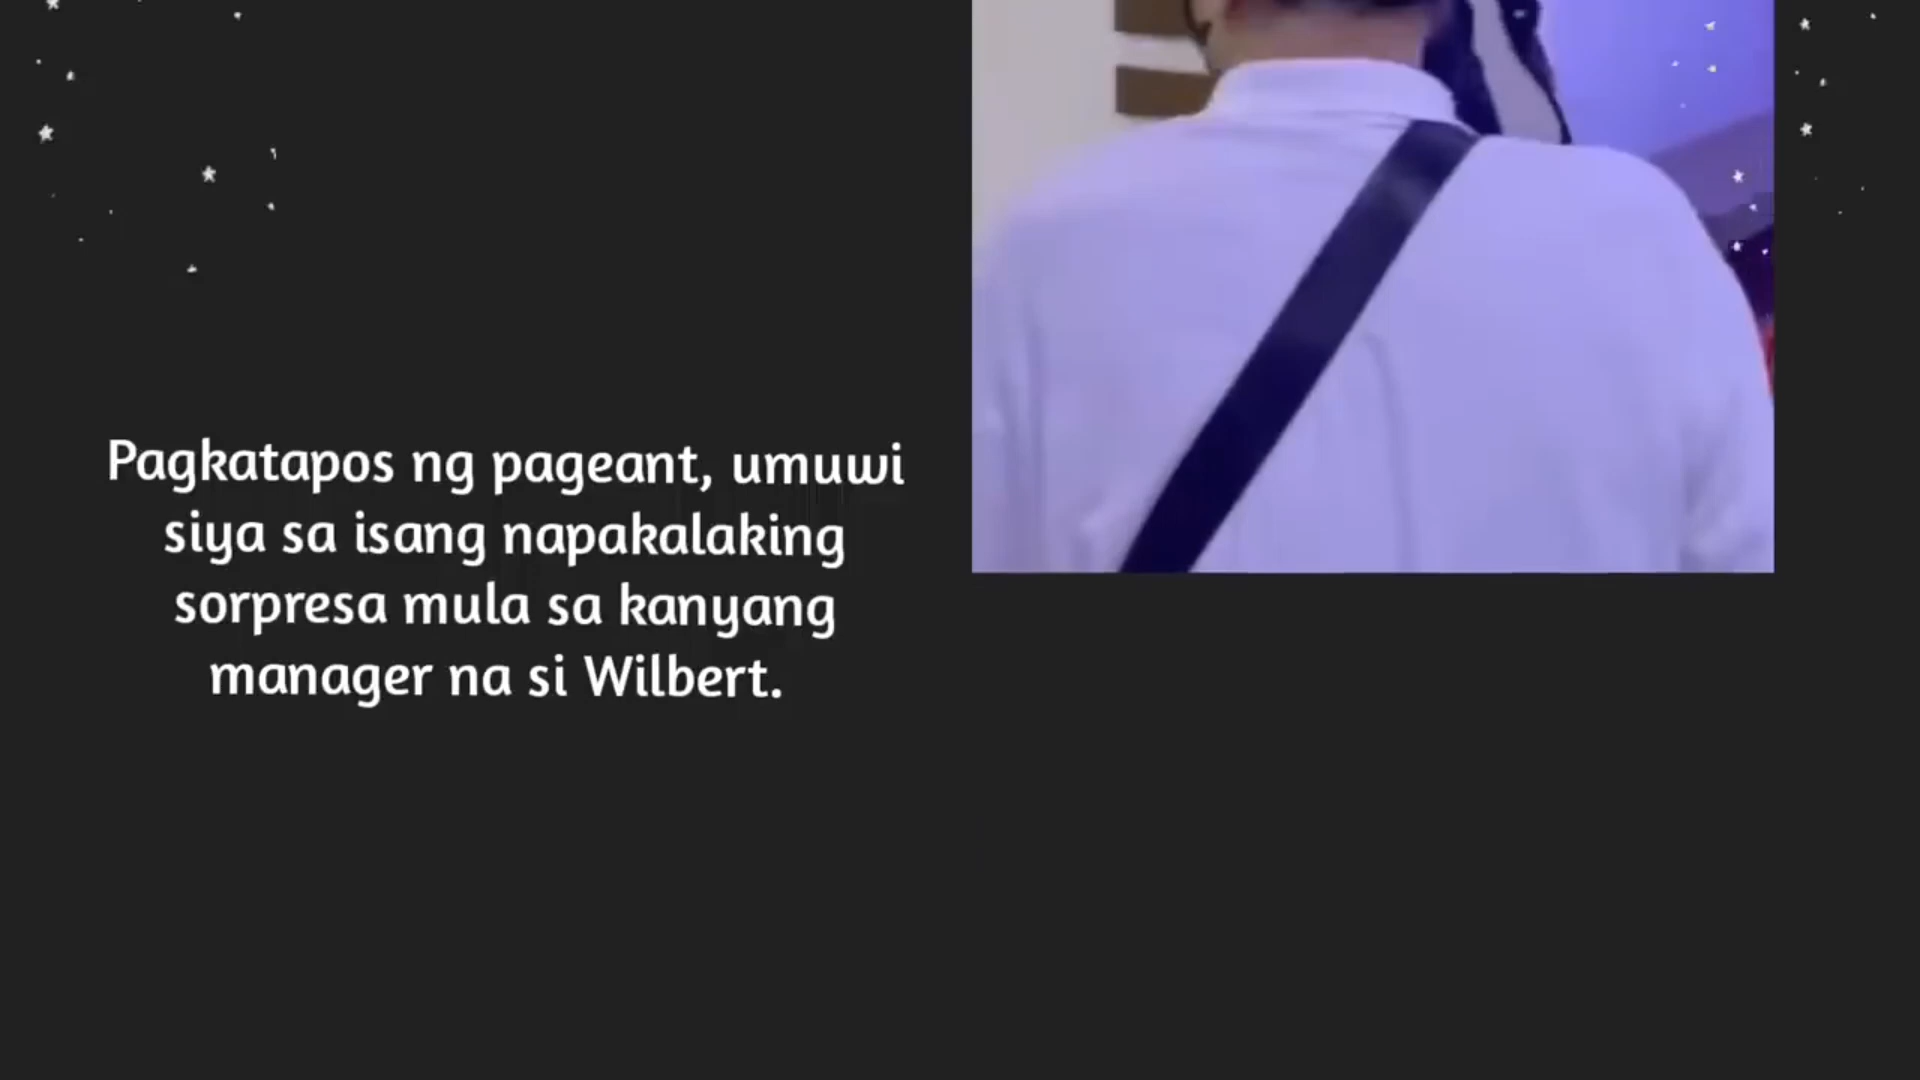 Pagkatapos ng pageant, umuwi
siya sa isang napakalaking
sorpresa mula sa kanyang
manager na si Wilbert.